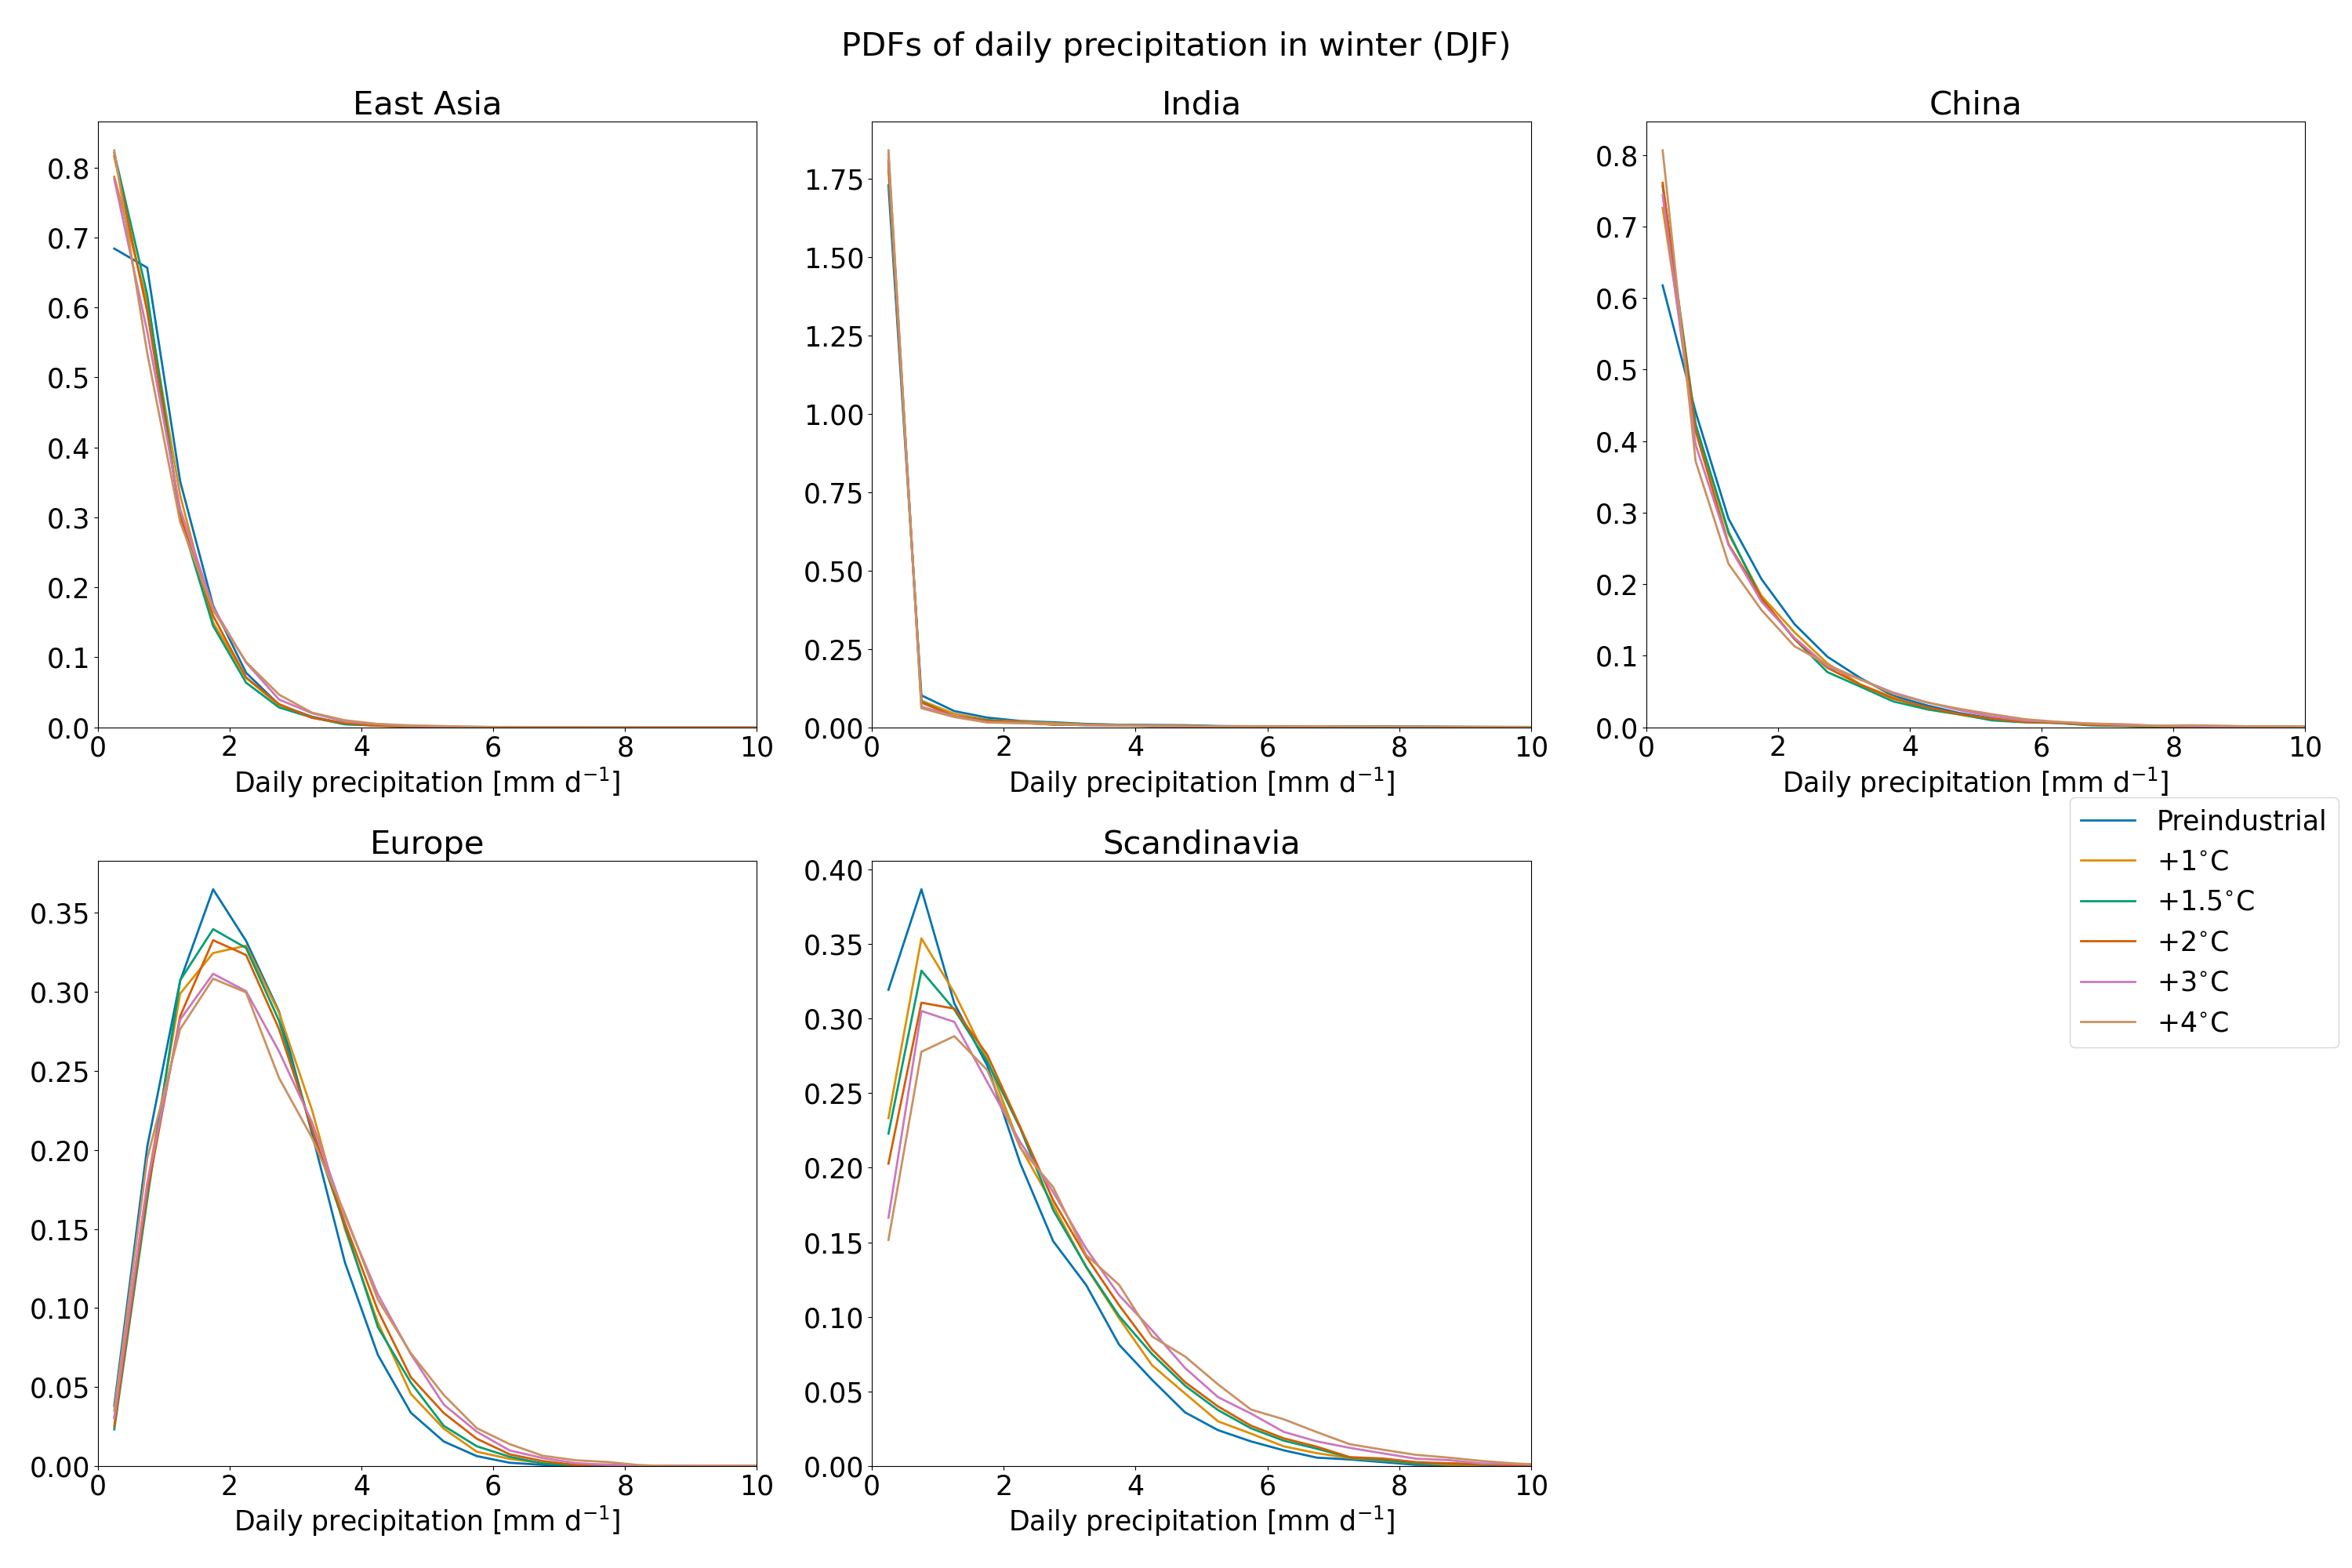 PDFs of daily precipitation in winter (DJF)
East Asia
0.8
0.7
0.6
0.5
0.4
0.3
0.2
0.1
0.0
0 2 4 6 8 10
Daily precipitation [mm d⁻¹]
India
1.75
1.50
1.25
1.00
0.75
0.50
0.25
0.00
0 2 4 6 8 10
Daily precipitation [mm d⁻¹]
China
0.8
0.7
0.6
0.5
0.4
0.3
0.2
0.1
0.0
0 2 4 6 8 10
Daily precipitation [mm d⁻¹]
Preindustrial
+1°C
+1.5°C
+2°C
+3°C
+4°C
Europe
0.35
0.30
0.25
0.20
0.15
0.10
0.05
0.00
0 2 4 6 8 10
Daily precipitation [mm d⁻¹]
Scandinavia
0.40
0.35
0.30
0.25
0.20
0.15
0.10
0.05
0.00
0 2 4 6 8 10
Daily precipitation [mm d⁻¹]